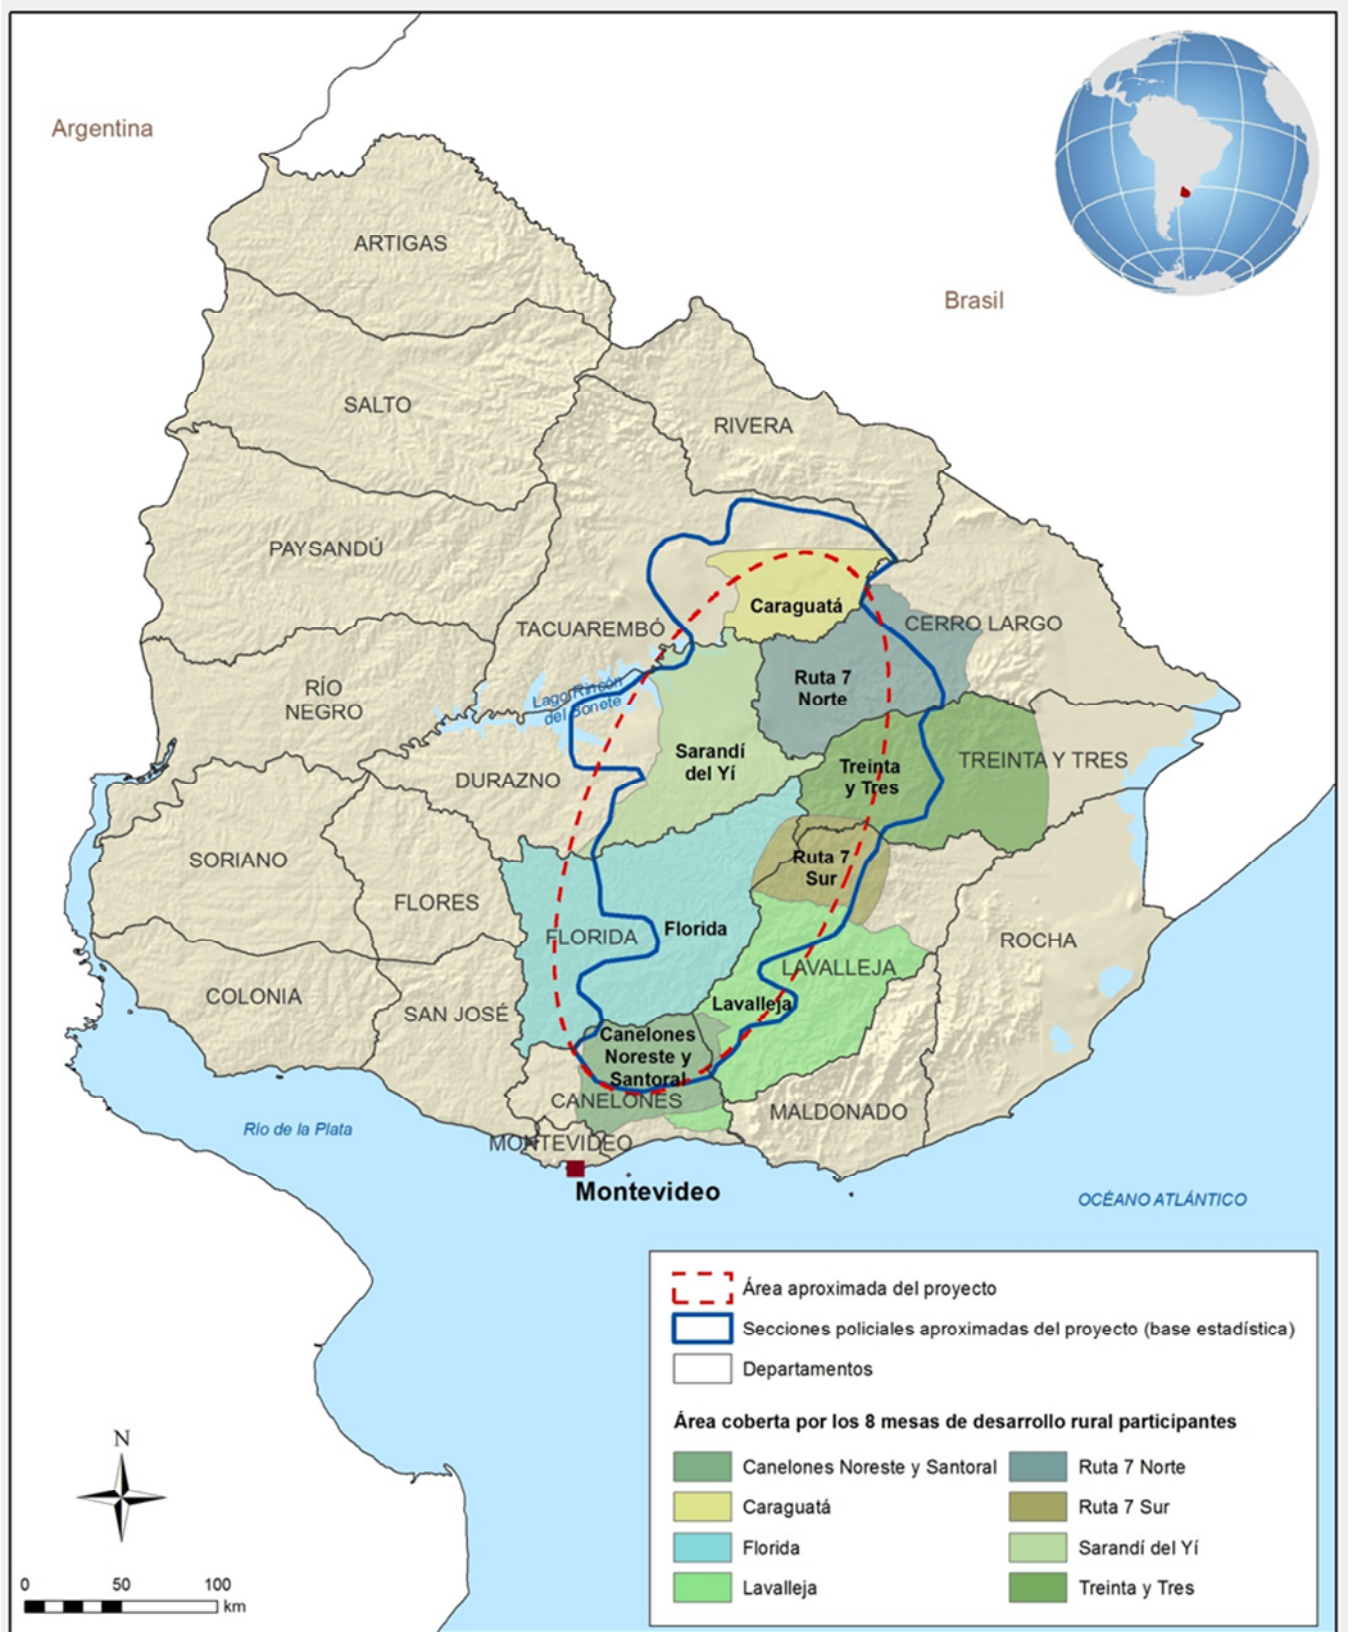 Argentina
ARTIGAS
Brasil
SALTO
RIVERA
PAYSANDÚ
Caraguatá
CERRO LARGO
TACUAREMBÓ
RÍO
NEGRO
Lago Rincón
del Bonete
Ruta 7
Norte
Sarandí
del Yí
Treinta
y Tres
TREINTA Y TRES
DURAZNO
SORIANO
FLORES
Ruta 7
Sur
FLORIDA
Florida
ROCHA
LAVALLEJA
COLONIA
SAN JOSÉ
Lavalleja
Canelones
Noreste y
Santoral
CANELONES
MALDONADO
Rio de la Plata
MONTEVIDEO
Montevideo
OCÉANO ATLÁNTICO
Área aproximada del proyecto
Secciones policiales aproximadas del proyecto (base estadística)
Departamentos
Área coberta por los 8 mesas de desarrollo rural participantes
Canelones Noreste y Santoral
Ruta 7 Norte
Caraguatá
Ruta 7 Sur
Florida
Sarandí del Yí
Lavalleja
Treinta y Tres
N
0 50 100
km